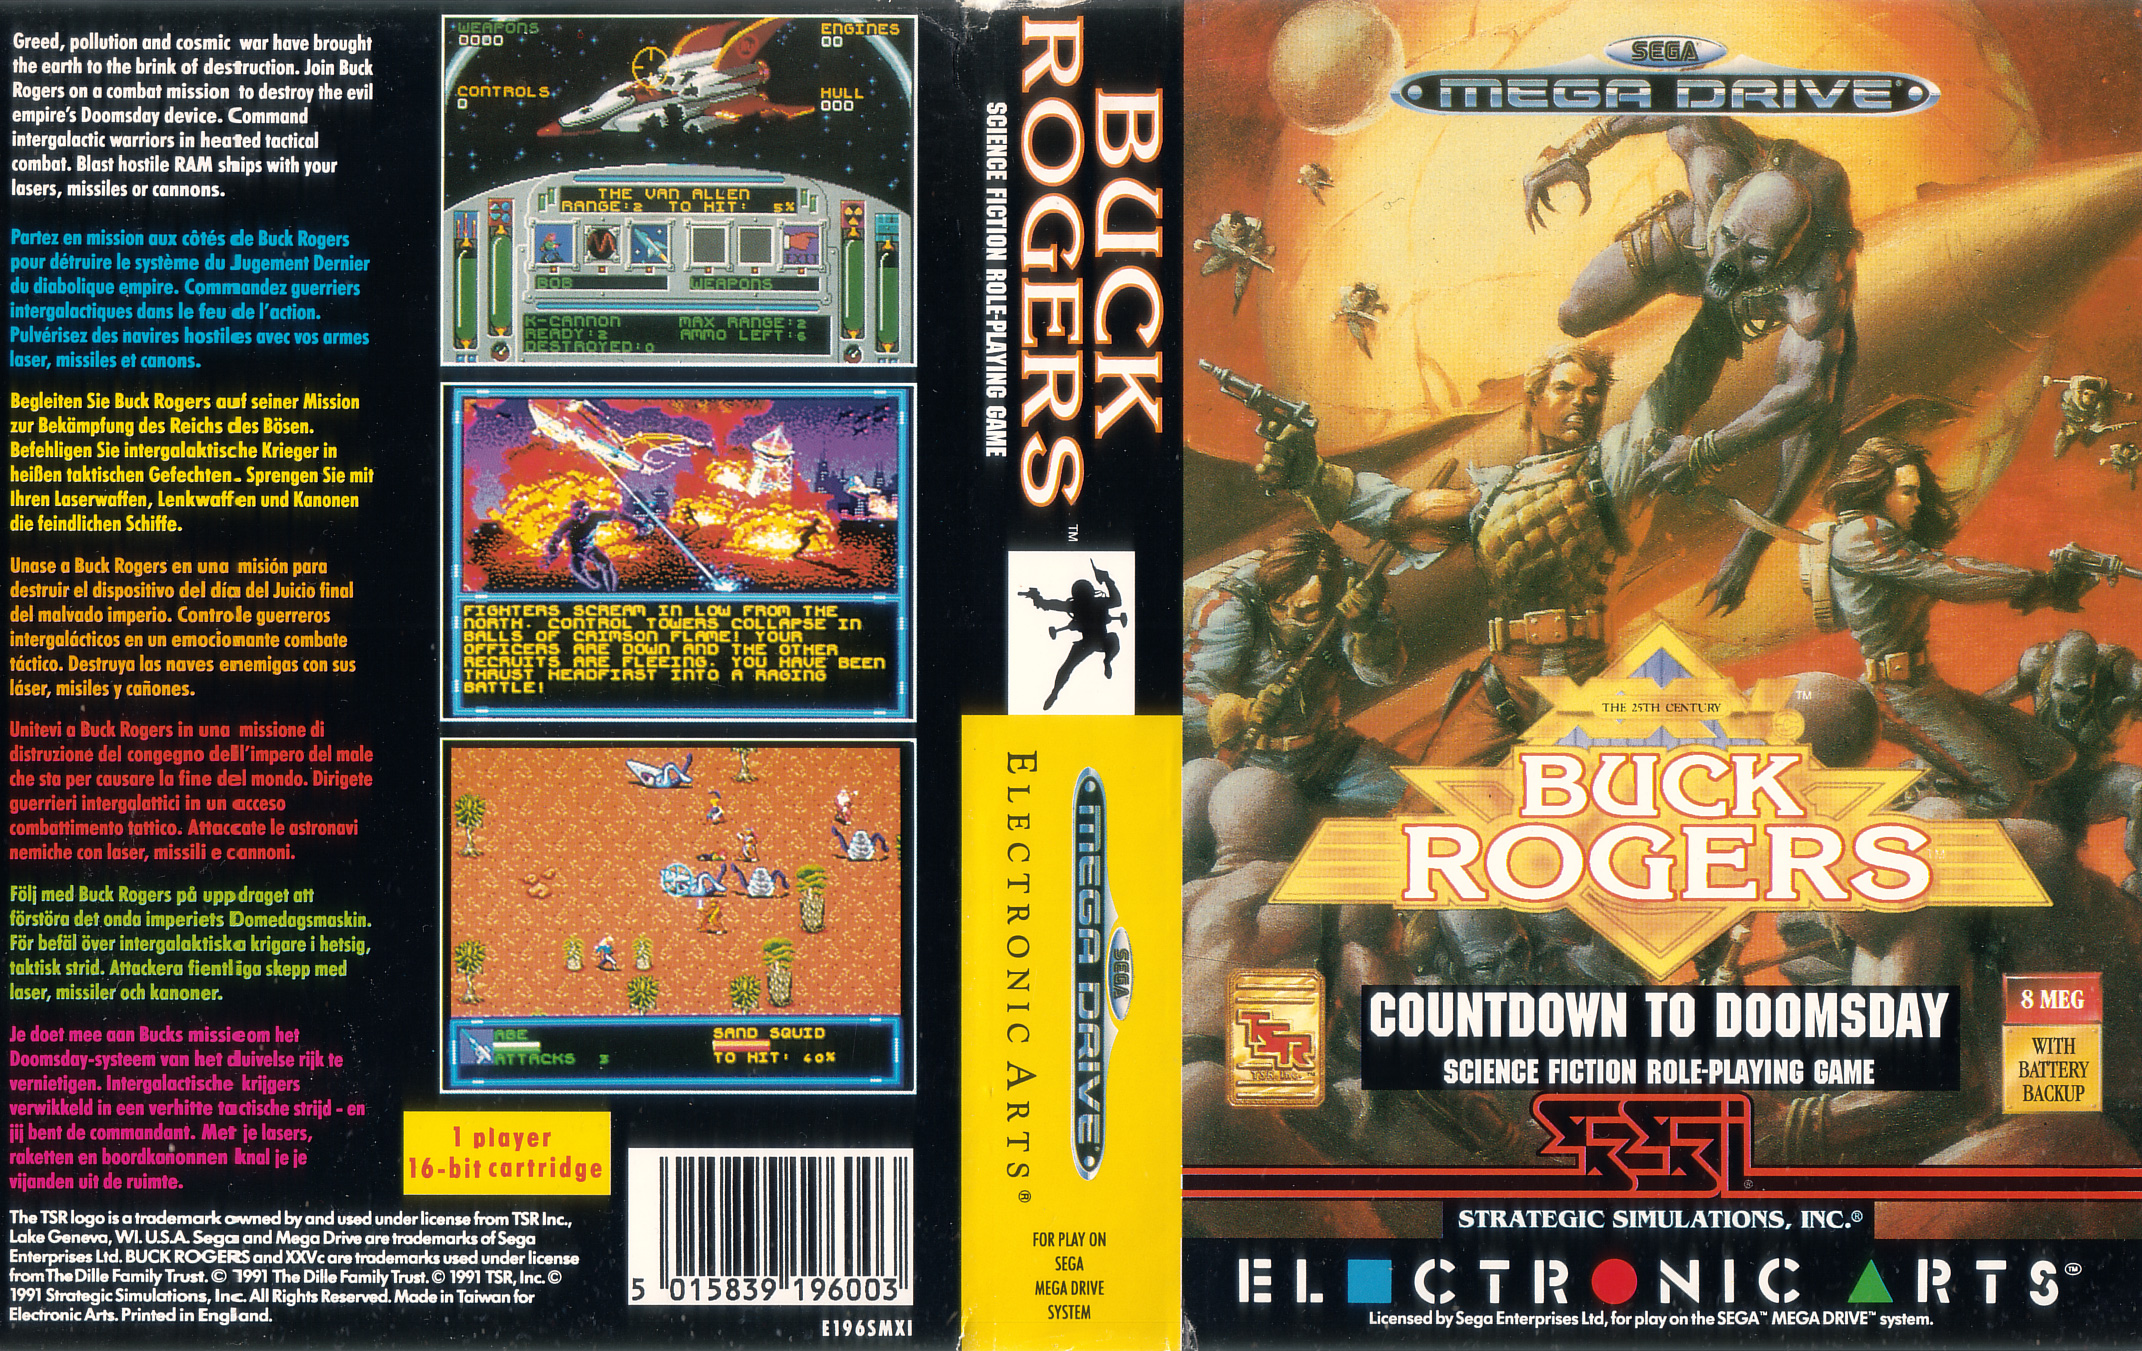 Greed, pollution and cosmic war have brought
the earth to the brink of destruction. Join Buck
Rogers on a combat mission to destroy the evil
empire's Doomsday device. Command
intergalactic warriors in heated tactical
combat. Blast hostile RAM ships with your
lasers, missiles or cannons.
Partez en mission aux côtés de Buck Rogers
pour détruire le système du Jugement Dernier
du diabolique empire. Commandez guerriers
intergalactiques dans le feu de l'action.
Pulvérisez des navires hostiles avec vos armes
laser, missiles et canons.
Begleiten Sie Buck Rogers auf seiner Mission
zur Bekämpfung des Reichs des Bösen.
Befehligen Sie intergalaktische Krieger in
heißen taktischen Gefechten. Sprengen Sie mit
Ihren Laserwaffen, Lenkwaffen und Kanonen
die feindlichen Schiffe.
Unase a Buck Rogers en una misión para
destruir el dispositivo del día del Juicio final
del malvado imperio. Controle guerreros
intergalácticos en un emocionante combate
táctico. Destruya las naves enemigas con sus
láser, misiles y cañones.
Unitevi a Buck Rogers in una missione di
distruzione del congegno dell'impero del male
che sta per causare la fine del mondo. Dirigete
guerrieri intergalattici in un acceso
combattimento tattico. Attaccate le astronavi
nemiche con laser, missili e cannoni.
Följ med Buck Rogers på uppdraget att
förstöra det onda imperiets Domedagsmaskin.
För befäl över intergalaktiska krigare i hetsig,
taktisk strid. Attackera fientliga skepp med
laser, missiler och kanoner.
Je doet mee aan Bucks missie om het
Doomsday-systeem van het duivelse rijk te
vernietigen. Intergalactische krijgers
verwikkeld in een verhitte tactische strijd - en
jij bent de commandant. Met je lasers,
raketten en boordkanonnen knal je je
vijanden uit de ruimte.
The TSR logo is a trademark owned by and used under license from TSR Inc.,
Lake Geneva, WI. U.S.A. Sega and Mega Drive are trademarks of Sega
Enterprises Ltd. BUCK ROGERS and XXVc are trademarks used under license
from The Dille Family Trust. © 1991 The Dille Family Trust. © 1991 TSR, Inc. ©
1991 Strategic Simulations, Inc. All Rights Reserved. Made in Taiwan for
Electronic Arts. Printed in England.
WEAPONS
0000
ENGINES
00
CONTROLS
0
HULL
000
THE VAN ALLEN
RANGE:2 TO HIT: 5%
EXIT
BOB
WEAPONS
K-CANNON MAX RANGE:2
READY:2 AMMO LEFT:6
DESTROYED:0
FIGHTERS SCREAM IN LOW FROM THE
NORTH. CONTROL TOWERS COLLAPSE IN
BALLS OF CRIMSON FLAME! YOUR
OFFICERS ARE DOWN AND THE OTHER
RECRUITS ARE FLEEING. YOU HAVE BEEN
THRUST HEADFIRST INTO A RAGING
BATTLE!
ABE
ATTACKS 3
SAND SQUID
TO HIT: 60%
1 player
16-bit cartridge
5 015839 196003
E196SMXI
BUCK
ROGERS™
SCIENCE FICTION ROLE-PLAYING GAME
ELECTRONIC ARTS®
SEGA
MEGA DRIVE
FOR PLAY ON
SEGA
MEGA DRIVE
SYSTEM
SEGA
MEGA DRIVE
THE 25TH CENTURY
TM
BUCK
ROGERS
TSR
TSR, Inc.™
COUNTDOWN TO DOOMSDAY
SCIENCE FICTION ROLE-PLAYING GAME
8 MEG
WITH
BATTERY
BACKUP
SSI®
STRATEGIC SIMULATIONS, INC.®
ELECTRONIC ARTS™
Licensed by Sega Enterprises Ltd, for play on the SEGA™ MEGA DRIVE™ system.